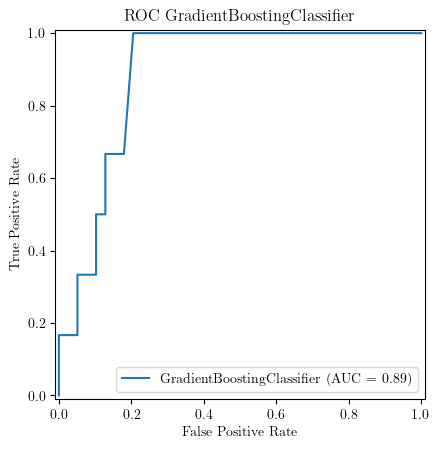 ROC GradientBoostingClassifier
True Positive Rate
1.0
0.8
0.6
0.4
0.2
0.0
GradientBoostingClassifier (AUC = 0.89)
0.0 0.2 0.4 0.6 0.8 1.0
False Positive Rate